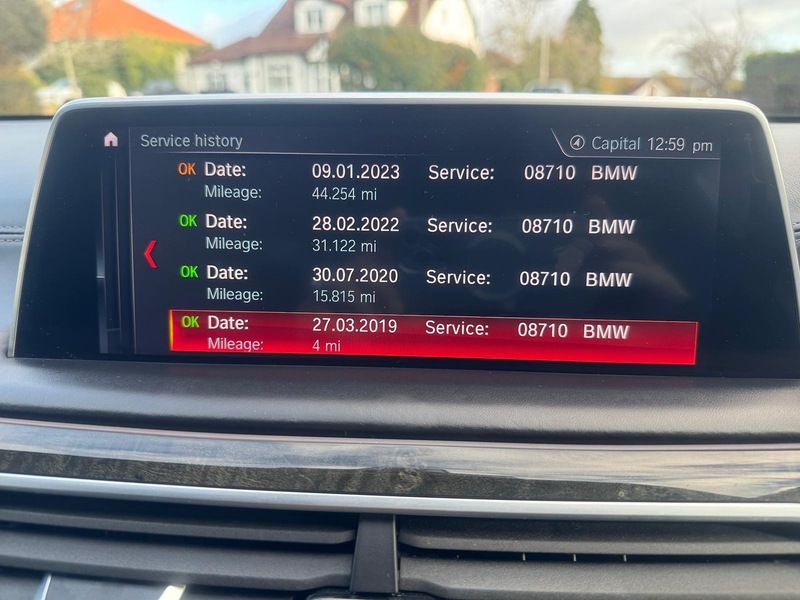 Service history Capital 12:59 pm
OK Date: 09.01.2023 Service: 08710 BMW
Mileage: 44.254 mi
OK Date: 28.02.2022 Service: 08710 BMW
Mileage: 31.122 mi
OK Date: 30.07.2020 Service: 08710 BMW
Mileage: 15.815 mi
OK Date: 27.03.2019 Service: 08710 BMW
Mileage: 4 mi